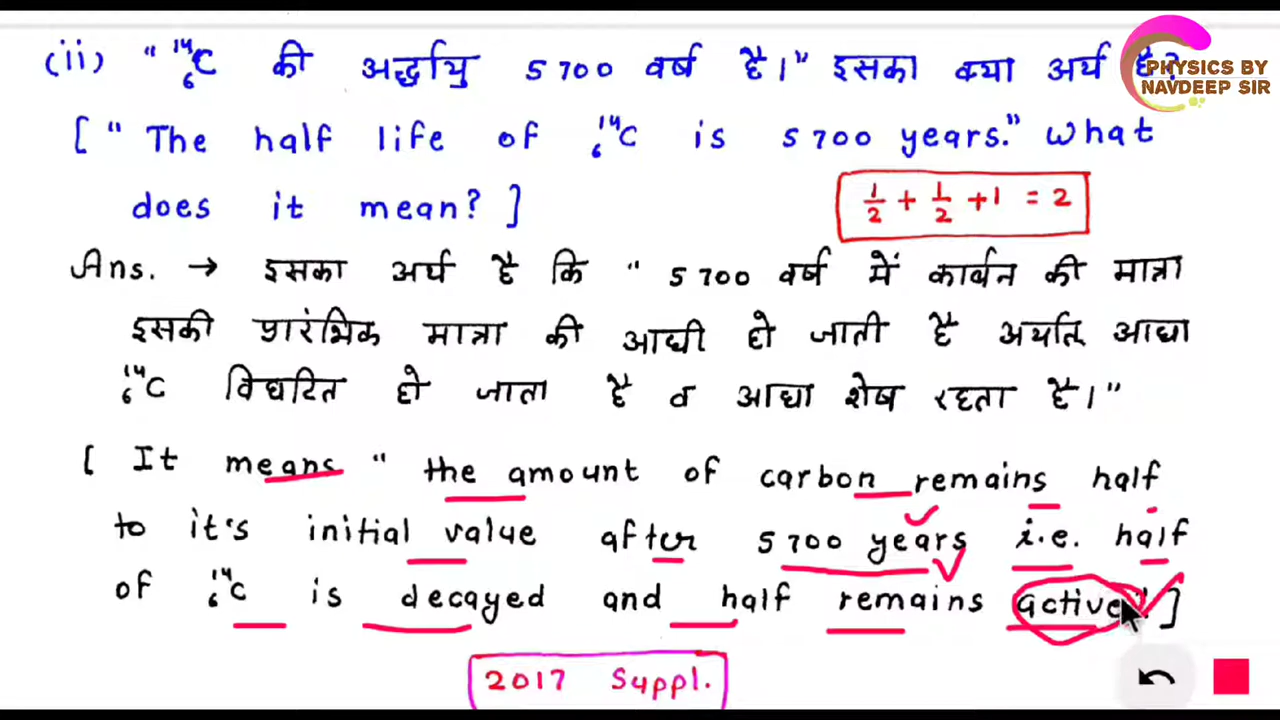 (ii) " ¹⁴₆C की अर्द्धायु 5700 वर्ष है।" इसका क्या अर्थ है?
PHYSICS BY
NAVDEEP SIR
[ " The half life of ¹⁴₆C is 5700 years." What
does it mean? ]
1/2 + 1/2 + 1 = 2
Ans. → इसका अर्थ है कि " 5700 वर्ष में कार्बन की मात्रा
इसकी प्रारंभिक मात्रा की आधी हो जाती है अर्थात् आधा
¹⁴₆C विघटित हो जाता है व आधा शेष रहता है।"
[ It means " the amount of carbon remains half
to it's initial value after 5700 years i.e. half
of ¹⁴₆C is decayed and half remains active" ]
2017 Suppl.